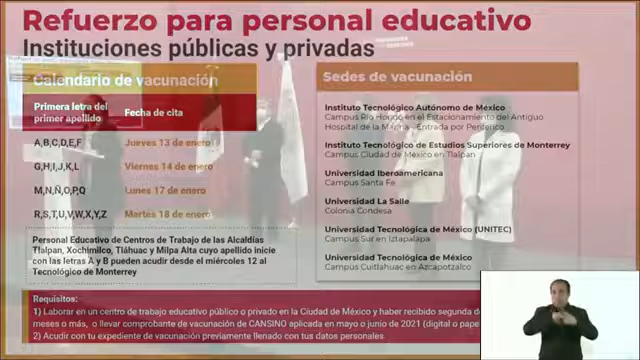 Refuerzo para personal educativo
Instituciones públicas y privadas
Calendario de vacunación
Primera letra del
primer apellido
Fecha de cita
A,B,C,D,E,F
Jueves 13 de enero
G,H,I,J,K,L
Viernes 14 de enero
M,N,Ñ,O,P,Q
Lunes 17 de enero
R,S,T,U,V,W,X,Y,Z
Martes 18 de enero
Personal Educativo de Centros de Trabajo de las Alcaldías
Tlalpan, Xochimilco, Tláhuac y Milpa Alta cuyo apellido inicie
con las letras A y B pueden acudir desde el miércoles 12 al
Tecnológico de Monterrey
Sedes de vacunación
Instituto Tecnológico Autónomo de México
Campus Río Hondo en el Estacionamiento del Antiguo
Hospital de la Marina - Entrada por Periférico
Instituto Tecnológico de Estudios Superiores de Monterrey
Campus Ciudad de México en Tlalpan
Universidad Iberoamericana
Campus Santa Fe
Universidad La Salle
Colonia Condesa
Universidad Tecnológica de México (UNITEC)
Campus Sur en Iztapalapa
Universidad Tecnológica de México
Campus Cuitlahuac en Azcapotzalco
Requisitos:
1) Laborar en un centro de trabajo educativo público o privado en la Ciudad de México y haber recibido segunda d
meses o más, o llevar comprobante de vacunación de CANSINO aplicada en mayo o junio de 2021 (digital o pape
2) Acudir con tu expediente de vacunación previamente llenado con tus datos personales